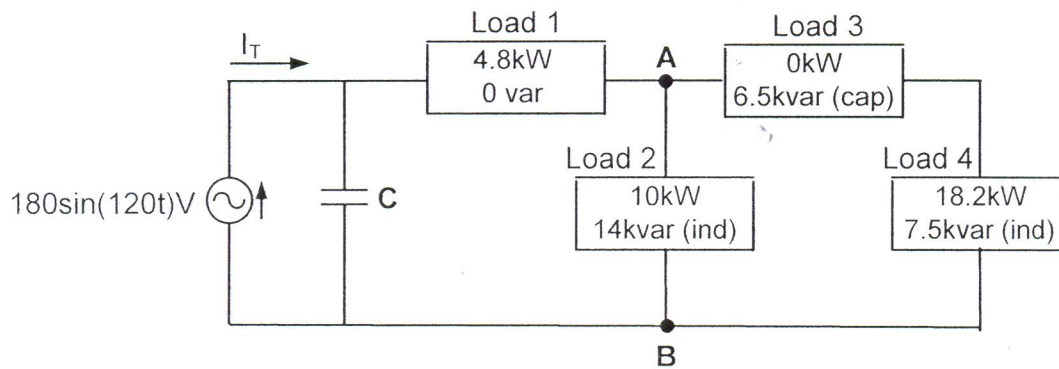 I_T
180sin(120t)V
C
Load 1
4.8kW
0 var
A
Load 3
0kW
6.5kvar (cap)
Load 2
10kW
14kvar (ind)
Load 4
18.2kW
7.5kvar (ind)
B